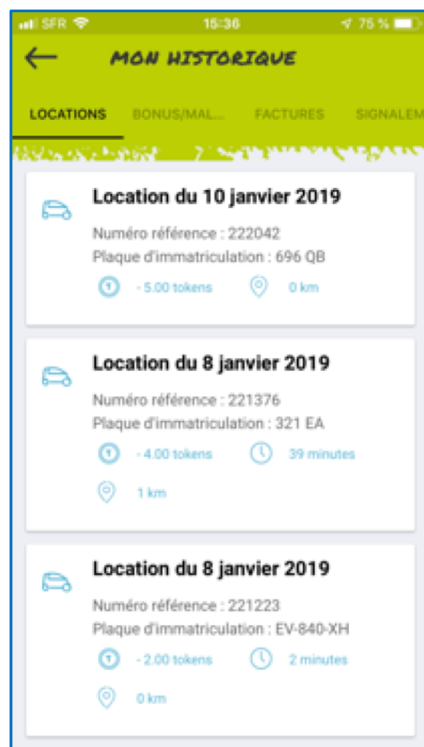 SFR 15:36 75 %
MON HISTORIQUE
LOCATIONS BONUS/MAL... FACTURES SIGNALEM
Location du 10 janvier 2019
Numéro référence : 222042
Plaque d'immatriculation : 696 QB
T - 5.00 tokens 0 km
Location du 8 janvier 2019
Numéro référence : 221376
Plaque d'immatriculation : 321 EA
T - 4.00 tokens 39 minutes
1 km
Location du 8 janvier 2019
Numéro référence : 221223
Plaque d'immatriculation : EV-840-XH
T - 2.00 tokens 2 minutes
0 km